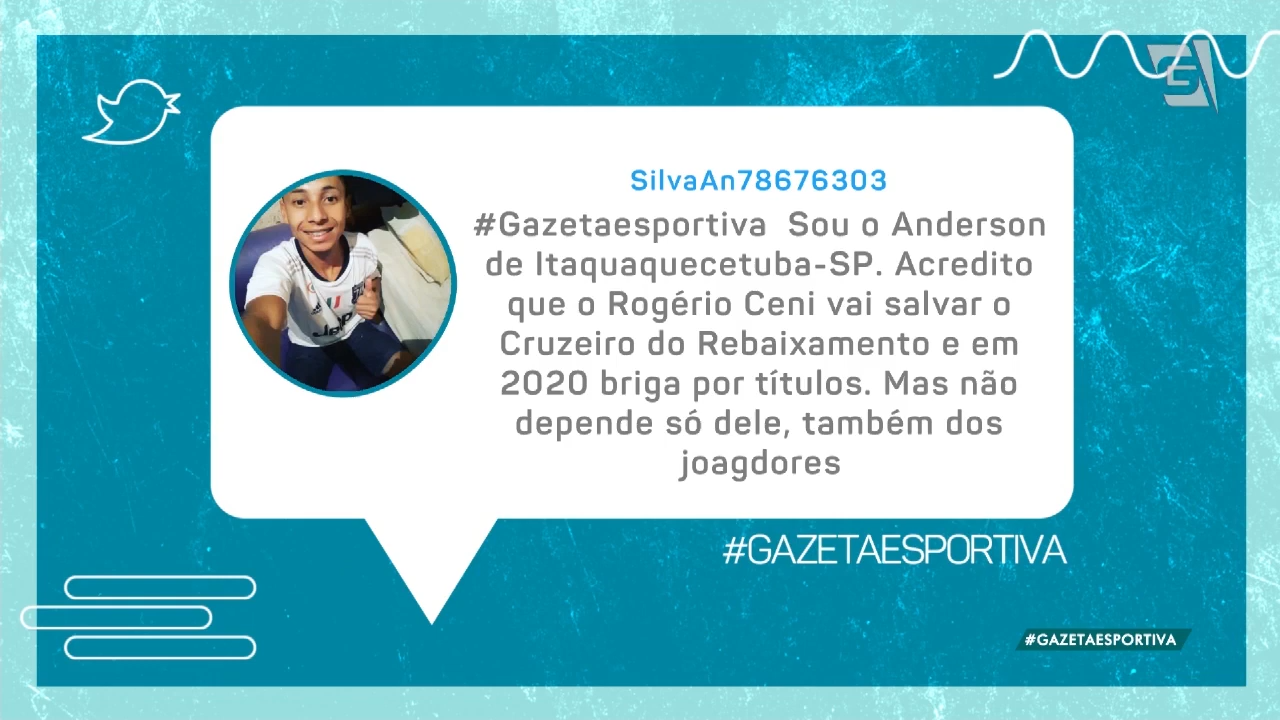 SilvaAn78676303
#Gazetaesportiva Sou o Anderson
de Itaquaquecetuba-SP. Acredito
que o Rogério Ceni vai salvar o
Cruzeiro do Rebaixamento e em
2020 briga por títulos. Mas não
depende só dele, também dos
joagdores
Jeep
#GAZETAESPORTIVA
#GAZETAESPORTIVA